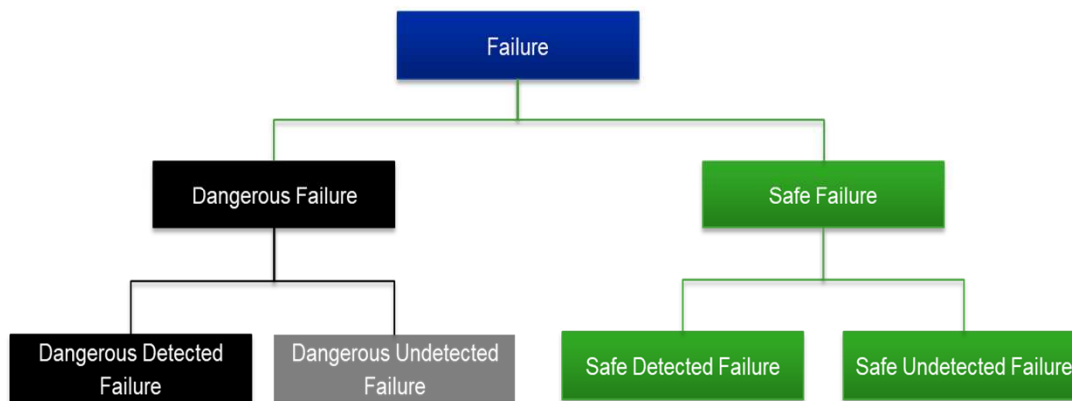 Failure
Dangerous Failure
Safe Failure
Dangerous Detected
Failure
Dangerous Undetected
Failure
Safe Detected Failure
Safe Undetected Failure